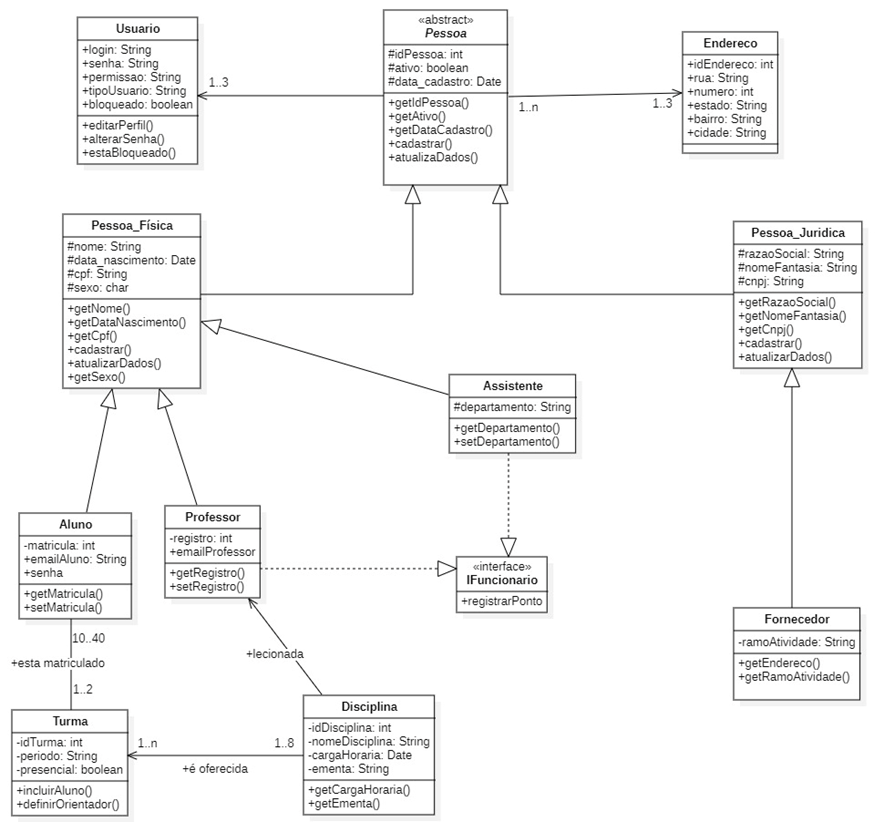 Usuario
+login: String
+senha: String
+permissao: String
+tipoUsuario: String
+bloqueado: boolean
+editarPerfil()
+alterarSenha()
+estaBloqueado()
1..3
«abstract»
Pessoa
#idPessoa: int
#ativo: boolean
#data_cadastro: Date
+getIdPessoa()
+getAtivo()
+getDataCadastro()
+cadastrar()
+atualizaDados()
1..n
1..3
Endereco
+idEndereco: int
+rua: String
+numero: int
+estado: String
+bairro: String
+cidade: String
Pessoa_Física
#nome: String
#data_nascimento: Date
#cpf: String
#sexo: char
+getNome()
+getDataNascimento()
+getCpf()
+cadastrar()
+atualizarDados()
+getSexo()
Pessoa_Juridica
#razaoSocial: String
#nomeFantasia: String
#cnpj: String
+getRazaoSocial()
+getNomeFantasia()
+getCnpj()
+cadastrar()
+atualizarDados()
Assistente
#departamento: String
+getDepartamento()
+setDepartamento()
Aluno
-matricula: int
+emailAluno: String
+senha
+getMatricula()
+setMatricula()
Professor
-registro: int
+emailProfessor
+getRegistro()
+setRegistro()
«interface»
IFuncionario
+registrarPonto
Fornecedor
-ramoAtividade: String
+getEndereco()
+getRamoAtividade()
10..40
+esta matriculado
1..2
+lecionada
Turma
-idTurma: int
-periodo: String
-presencial: boolean
+incluirAluno()
+definirOrientador()
1..n
1..8
+é oferecida
Disciplina
-idDisciplina: int
-nomeDisciplina: String
-cargaHoraria: Date
-ementa: String
+getCargaHoraria()
+getEmenta()